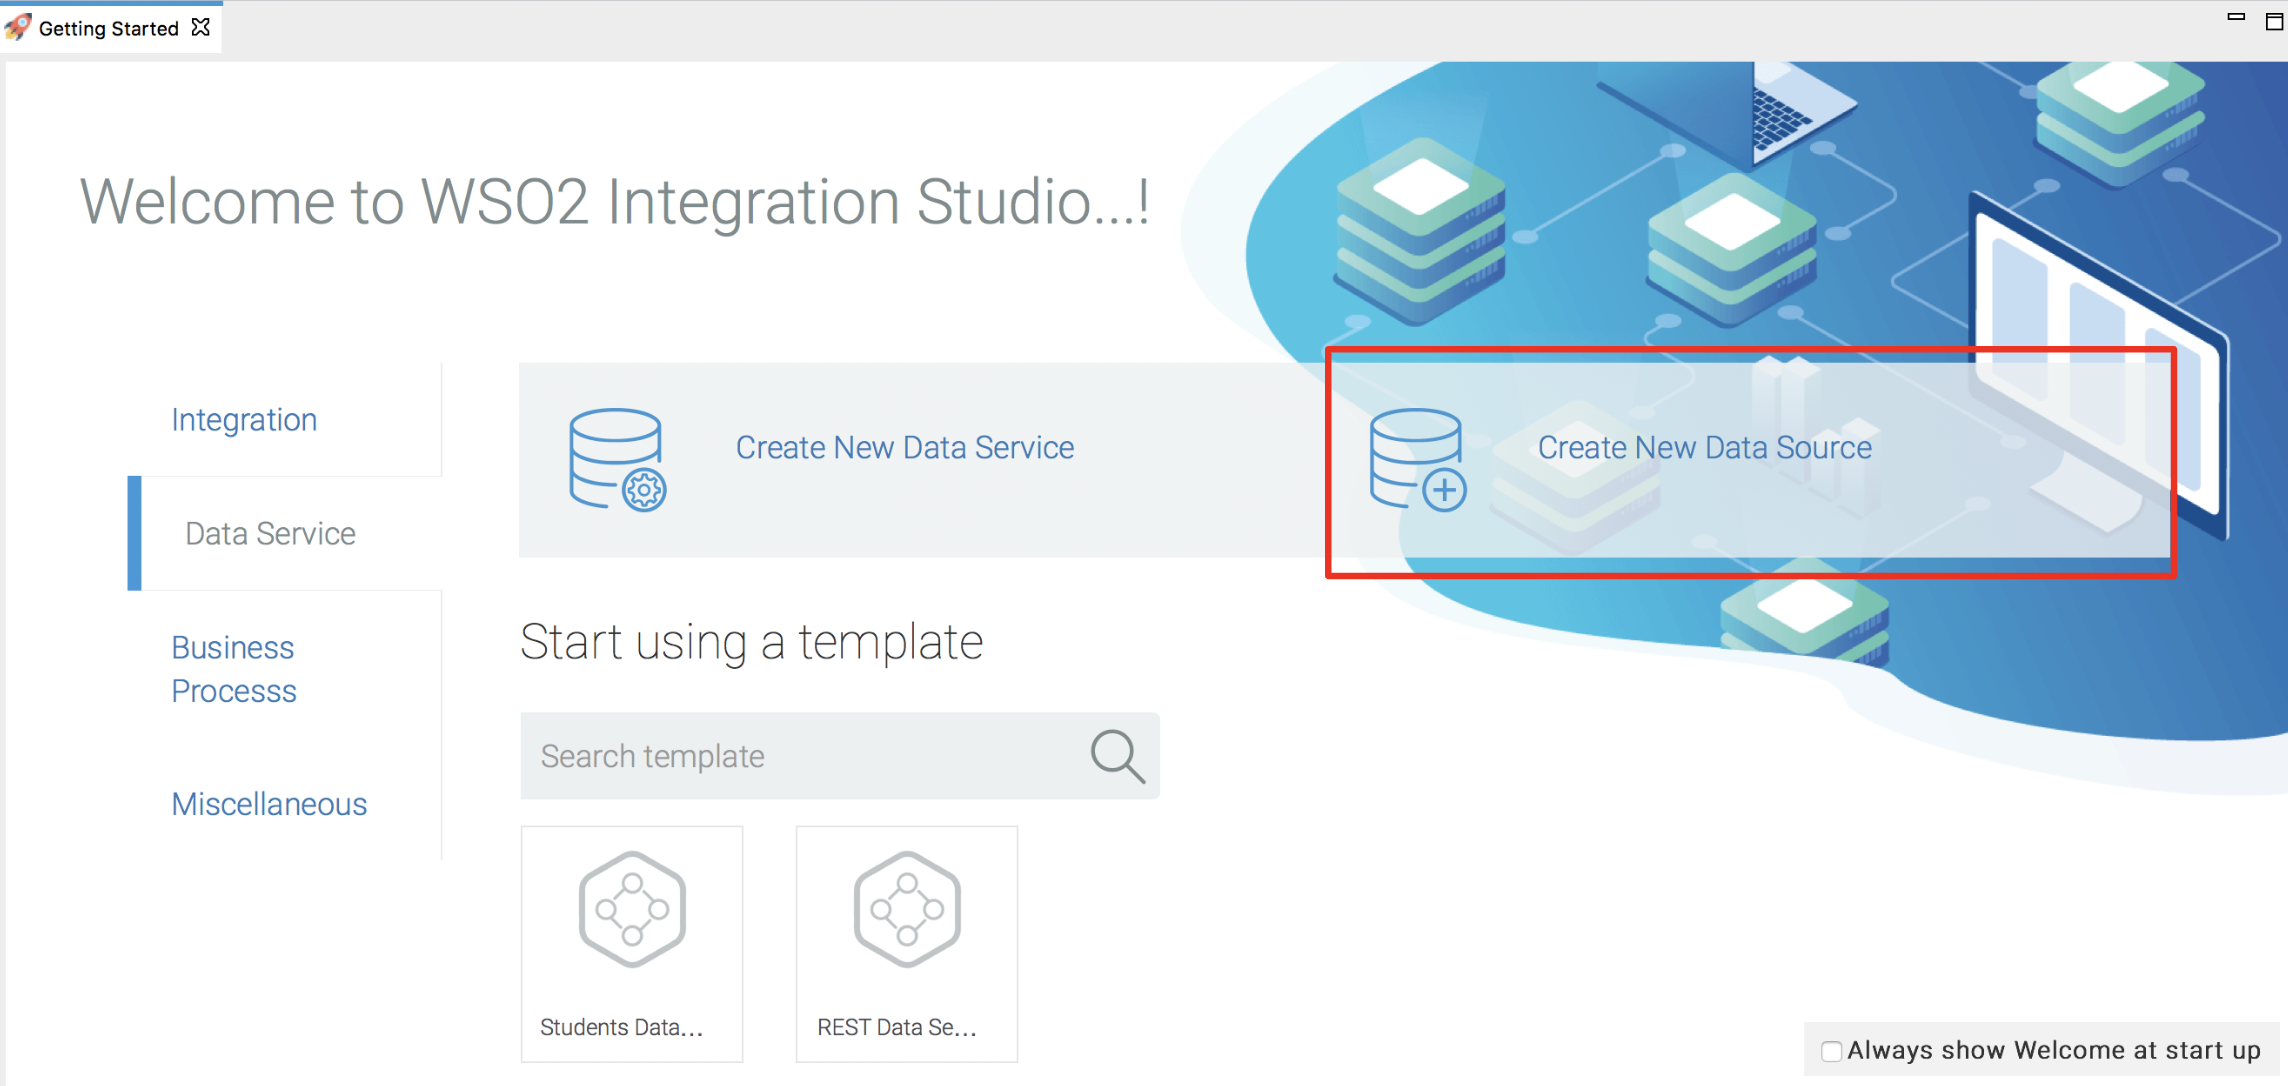 Getting Started
Welcome to WSO2 Integration Studio...!
Integration
Data Service
Business
Processs
Miscellaneous
Create New Data Service
Create New Data Source
Start using a template
Search template
Students Data...
REST Data Se...
Always show Welcome at start up